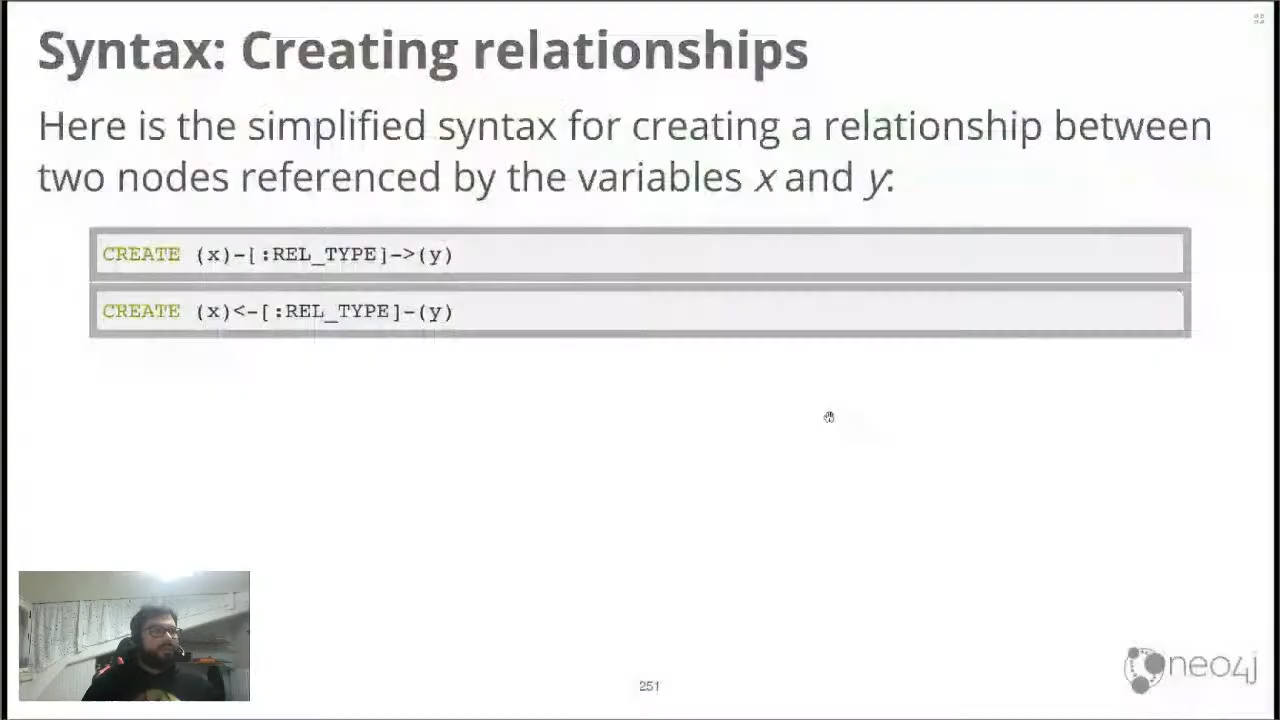 Syntax: Creating relationships
Here is the simplified syntax for creating a relationship between
two nodes referenced by the variables x and y:
CREATE (x)-[:REL_TYPE]->(y)
CREATE (x)<-[:REL_TYPE]-(y)
251
neo4j